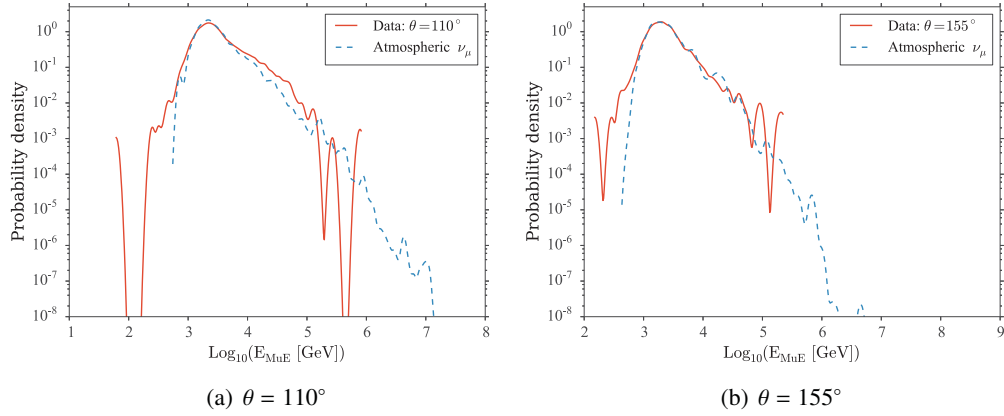 Data: θ = 110°
Atmospheric ν_μ
10^0
10^-1
10^-2
10^-3
10^-4
10^-5
10^-6
10^-7
10^-8
Probability density
1 2 3 4 5 6 7 8
Log10(E_MuE [GeV])
(a) θ = 110°
Data: θ = 155°
Atmospheric ν_μ
10^0
10^-1
10^-2
10^-3
10^-4
10^-5
10^-6
10^-7
10^-8
Probability density
2 3 4 5 6 7 8 9
Log10(E_MuE [GeV])
(b) θ = 155°